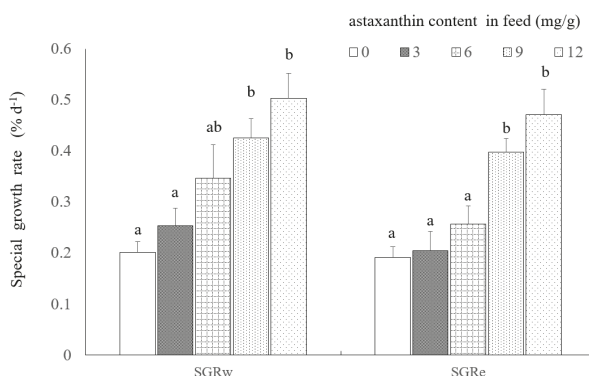 astaxanthin content in feed (mg/g)
0 3 6 9 12
Special growth rate (% d-1)
0.6
0.5
0.4
0.3
0.2
0.1
0
a
a
ab
b
b
a
a
a
b
b
SGRw
SGRe